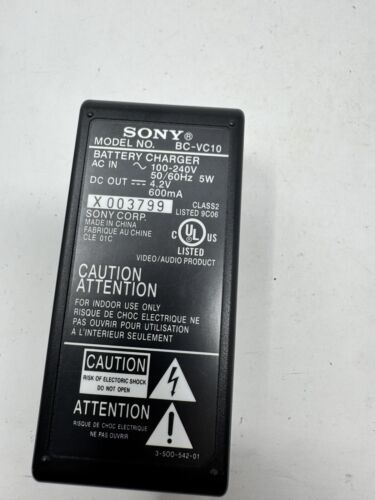 SONY®
MODEL NO. BC-VC10
BATTERY CHARGER
AC IN ~ 100-240V
50/60Hz 5W
DC OUT ⎓ 4.2V
600mA
X 003799
CLASS2
LISTED 9C06
SONY CORP.
MADE IN CHINA
FABRIQUE AU CHINE
CLE 01C
C UL ®
LISTED
VIDEO/AUDIO PRODUCT
CAUTION
ATTENTION
FOR INDOOR USE ONLY
RISQUE DE CHOC ELECTRIQUE NE
PAS OUVRIR POUR UTILISATION
A L'INTERIEUR SEULEMENT
CAUTION
RISK OF ELECTRIC SHOCK
DO NOT OPEN
ATTENTION
RISQUE DE CHOC ELECTRIQUE
NE PAS OUVRIR
3-500-542-01